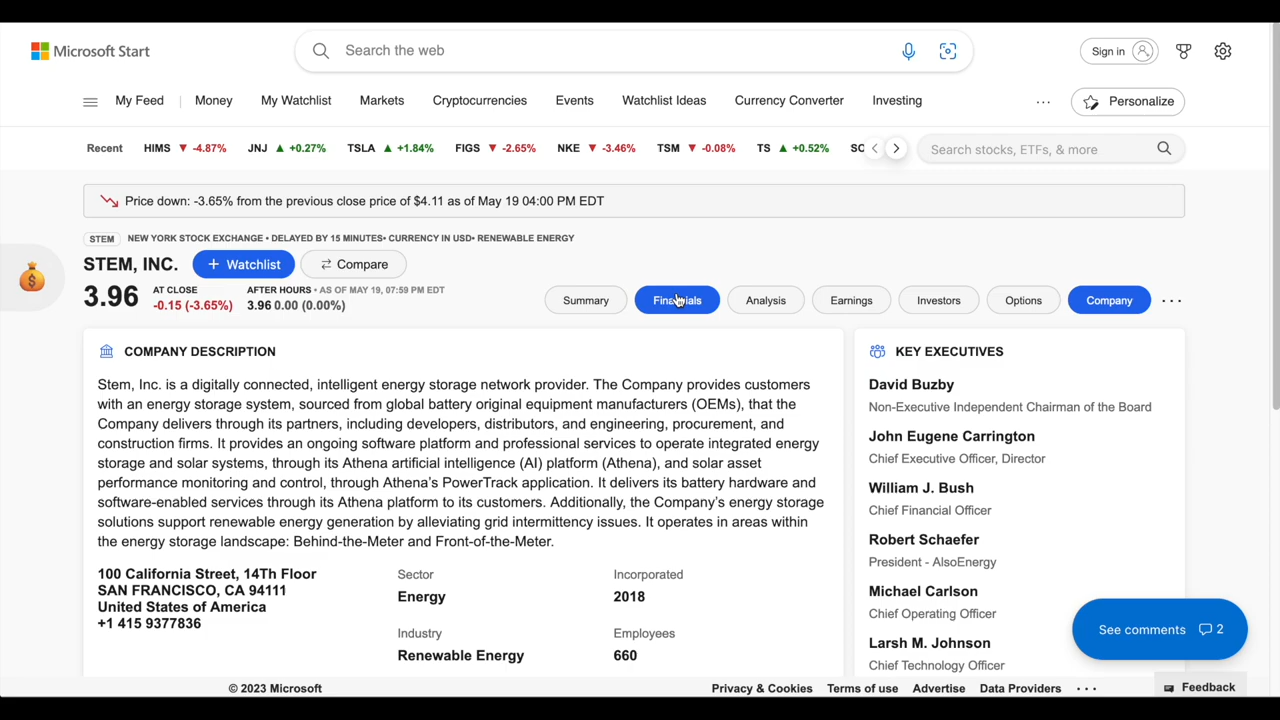 Microsoft Start
Search the web
Sign in
My Feed
Money
My Watchlist
Markets
Cryptocurrencies
Events
Watchlist Ideas
Currency Converter
Investing
Personalize
Recent
HIMS ▼ -4.87%
JNJ ▲ +0.27%
TSLA ▲ +1.84%
FIGS ▼ -2.65%
NKE ▼ -3.46%
TSM ▼ -0.08%
TS ▲ +0.52%
SC
Search stocks, ETFs, & more
Price down: -3.65% from the previous close price of $4.11 as of May 19 04:00 PM EDT
STEM NEW YORK STOCK EXCHANGE • DELAYED BY 15 MINUTES• CURRENCY IN USD• RENEWABLE ENERGY
STEM, INC.
+ Watchlist
Compare
3.96
AT CLOSE
-0.15 (-3.65%)
AFTER HOURS • AS OF MAY 19, 07:59 PM EDT
3.96 0.00 (0.00%)
Summary
Financials
Analysis
Earnings
Investors
Options
Company
COMPANY DESCRIPTION
Stem, Inc. is a digitally connected, intelligent energy storage network provider. The Company provides customers
with an energy storage system, sourced from global battery original equipment manufacturers (OEMs), that the
Company delivers through its partners, including developers, distributors, and engineering, procurement, and
construction firms. It provides an ongoing software platform and professional services to operate integrated energy
storage and solar systems, through its Athena artificial intelligence (AI) platform (Athena), and solar asset
performance monitoring and control, through Athena's PowerTrack application. It delivers its battery hardware and
software-enabled services through its Athena platform to its customers. Additionally, the Company's energy storage
solutions support renewable energy generation by alleviating grid intermittency issues. It operates in areas within
the energy storage landscape: Behind-the-Meter and Front-of-the-Meter.
100 California Street, 14Th Floor
SAN FRANCISCO, CA 94111
United States of America
+1 415 9377836
Sector
Energy
Incorporated
2018
Industry
Renewable Energy
Employees
660
KEY EXECUTIVES
David Buzby
Non-Executive Independent Chairman of the Board
John Eugene Carrington
Chief Executive Officer, Director
William J. Bush
Chief Financial Officer
Robert Schaefer
President - AlsoEnergy
Michael Carlson
Chief Operating Officer
Larsh M. Johnson
Chief Technology Officer
See comments 2
© 2023 Microsoft
Privacy & Cookies
Terms of use
Advertise
Data Providers
Feedback